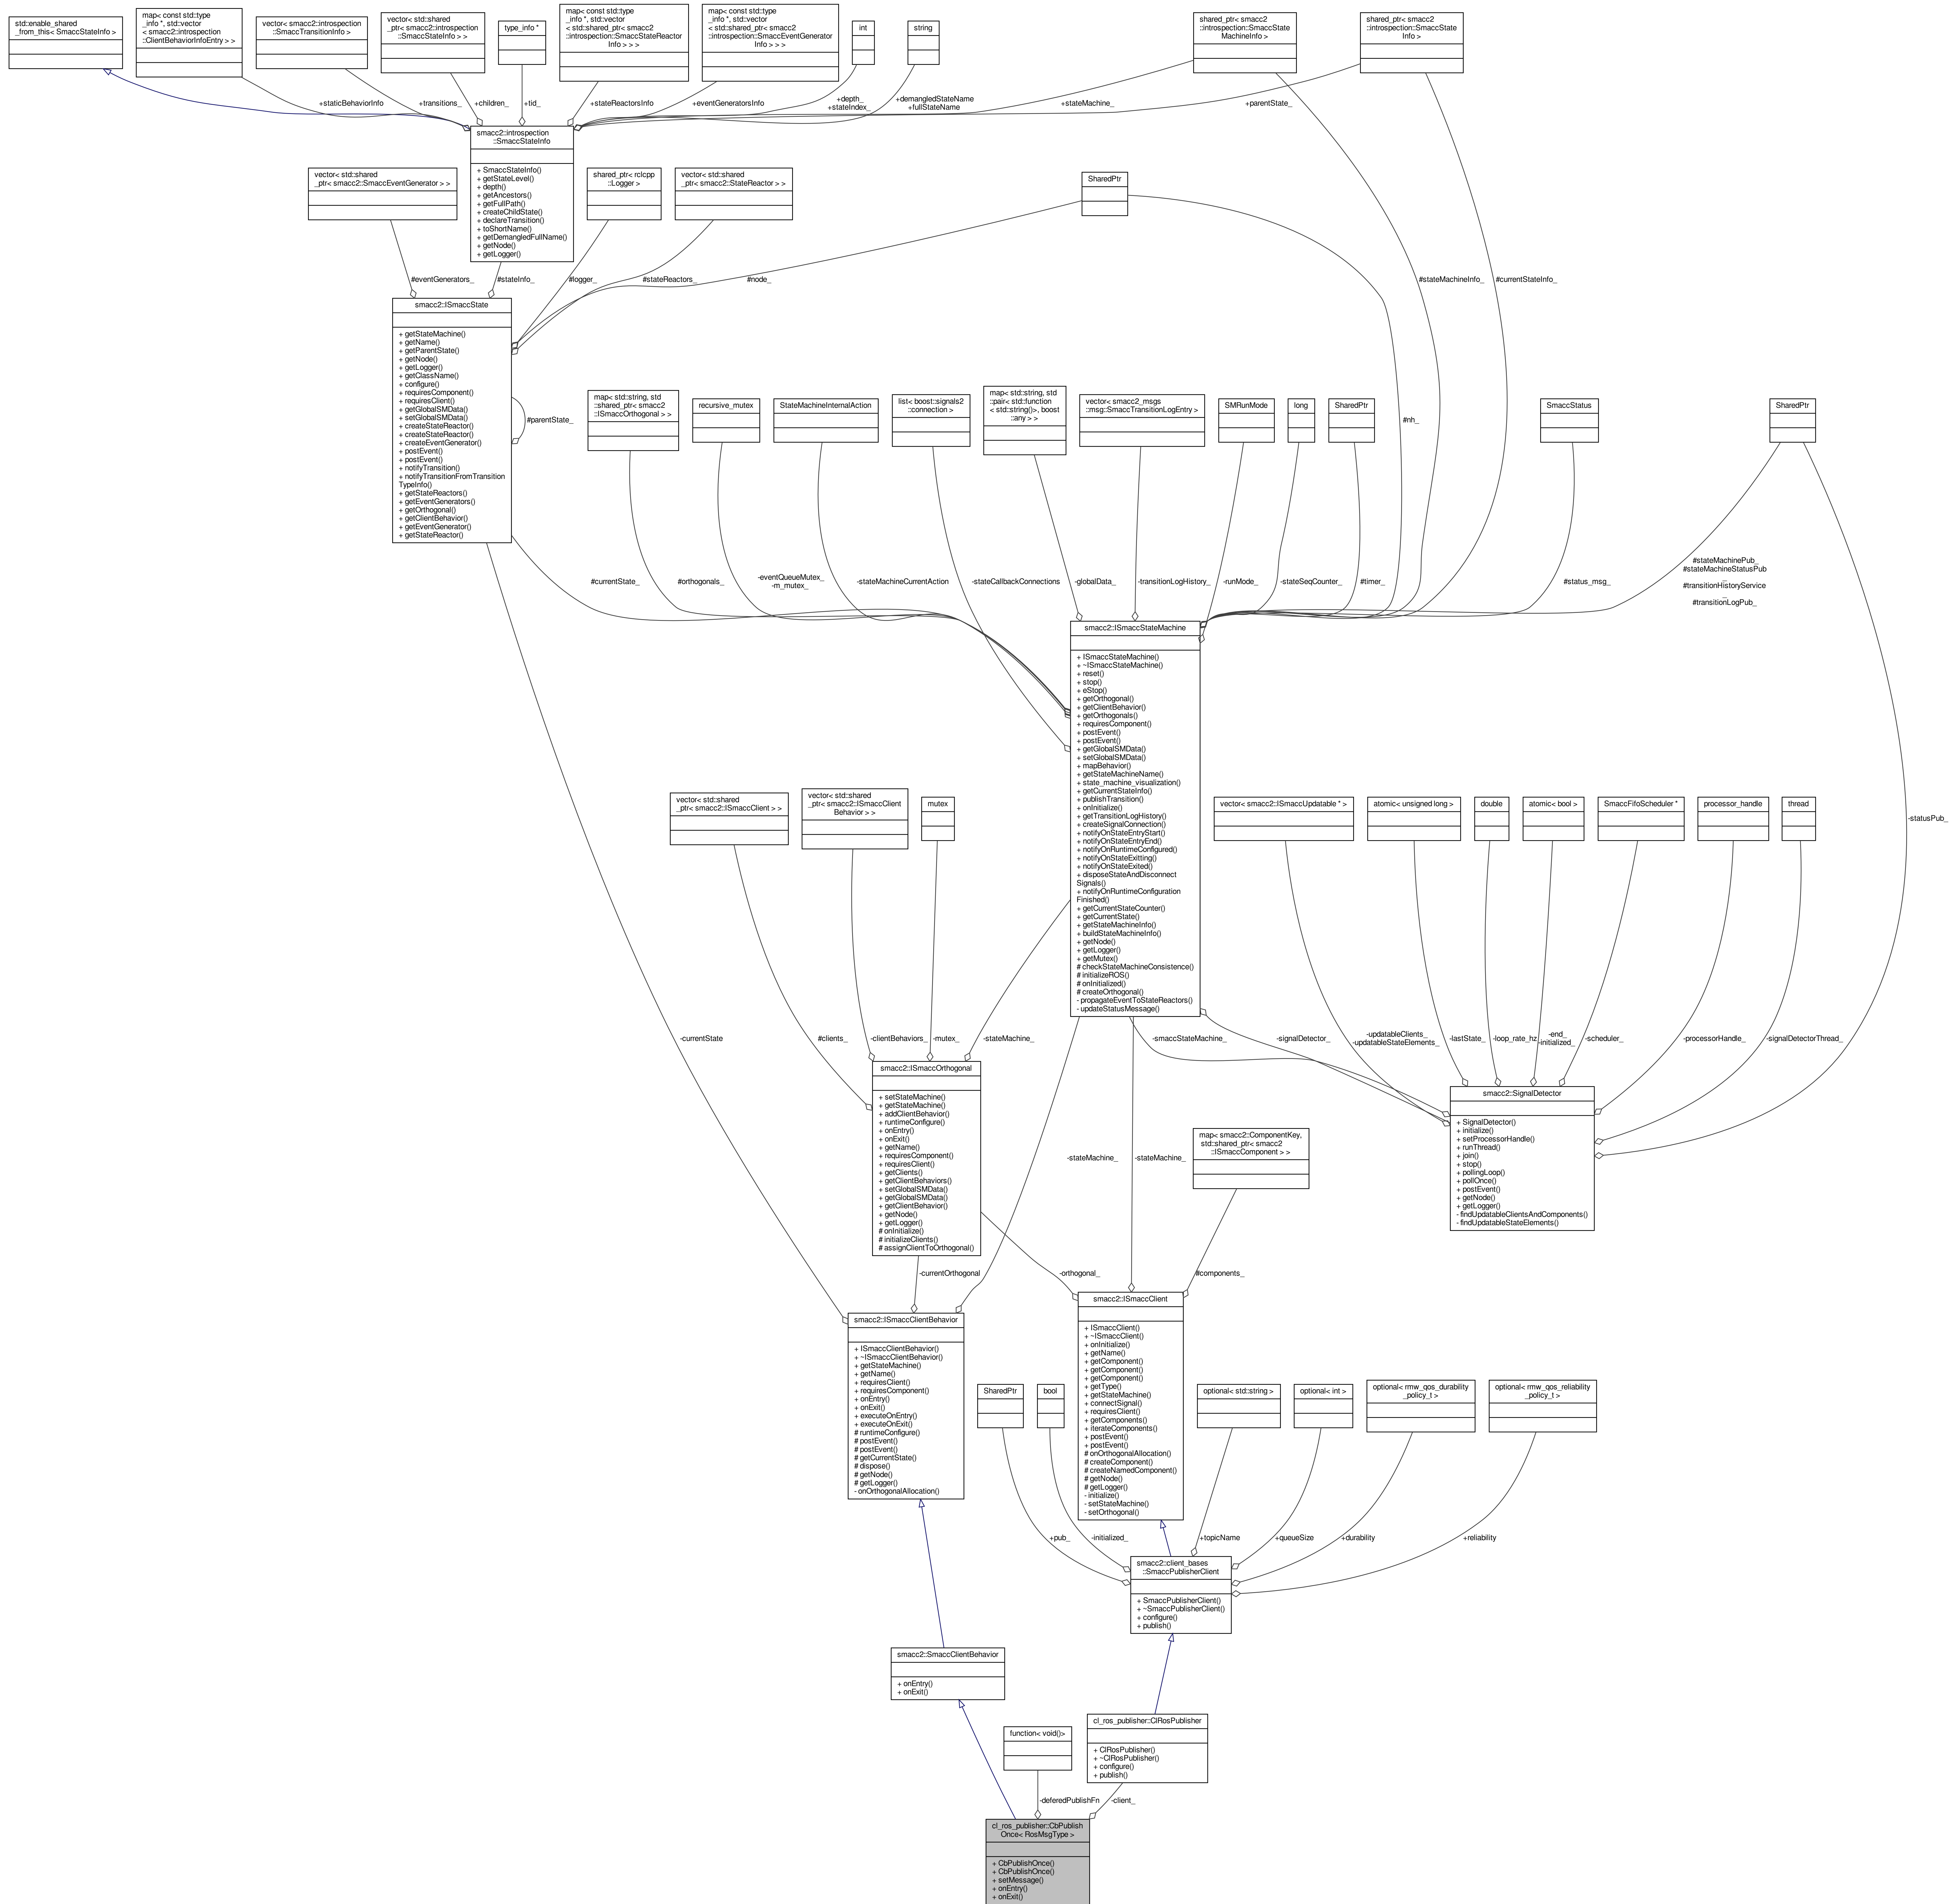 std::enable_shared
_from_this< SmaccStateInfo >
map< const std::type
_info *, std::vector
< smacc2::introspection
::ClientBehaviorInfoEntry > >
vector< smacc2::introspection
::SmaccTransitionInfo >
vector< std::shared
_ptr< smacc2::introspection
::SmaccStateInfo > >
type_info *
map< const std::type
_info *, std::vector
< std::shared_ptr< smacc2
::introspection::SmaccStateReactor
Info > > >
map< const std::type
_info *, std::vector
< std::shared_ptr< smacc2
::introspection::SmaccEventGenerator
Info > > >
int
string
shared_ptr< smacc2
::introspection::SmaccState
MachineInfo >
shared_ptr< smacc2
::introspection::SmaccState
Info >
+staticBehaviorInfo
+transitions_
+children_
+tid_
+stateReactorsInfo
+eventGeneratorsInfo
+depth_
+stateIndex_
+demangledStateName
+fullStateName
+stateMachine_
+parentState_
smacc2::introspection
::SmaccStateInfo
+ SmaccStateInfo()
+ getStateLevel()
+ depth()
+ getAncestors()
+ getFullPath()
+ createChildState()
+ declareTransition()
+ toShortName()
+ getDemangledFullName()
+ getNode()
+ getLogger()
vector< std::shared
_ptr< smacc2::SmaccEventGenerator > >
shared_ptr< rclcpp
::Logger >
vector< std::shared
_ptr< smacc2::StateReactor > >
SharedPtr
#eventGenerators_
#stateInfo_
#logger_
#stateReactors_
#node_
#stateMachineInfo_
#currentStateInfo_
smacc2::ISmaccState
+ getStateMachine()
+ getName()
+ getParentState()
+ getNode()
+ getLogger()
+ getClassName()
+ configure()
+ requiresComponent()
+ requiresClient()
+ getGlobalSMData()
+ setGlobalSMData()
+ createStateReactor()
+ createStateReactor()
+ createEventGenerator()
+ postEvent()
+ postEvent()
+ notifyTransition()
+ notifyTransitionFromTransition
TypeInfo()
+ getStateReactors()
+ getEventGenerators()
+ getOrthogonal()
+ getClientBehavior()
+ getEventGenerator()
+ getStateReactor()
#parentState_
map< std::string, std
::shared_ptr< smacc2
::ISmaccOrthogonal > >
recursive_mutex
StateMachineInternalAction
list< boost::signals2
::connection >
map< std::string, std
::pair< std::function
< std::string()>, boost
::any > >
vector< smacc2_msgs
::msg::SmaccTransitionLogEntry >
SMRunMode
long
SharedPtr
#nh_
SmaccStatus
SharedPtr
#currentState_
#orthogonals_
-eventQueueMutex_
-m_mutex_
-stateMachineCurrentAction
-stateCallbackConnections
-globalData_
-transitionLogHistory_
-runMode_
-stateSeqCounter_
#timer_
#status_msg_
#stateMachinePub_
#stateMachineStatusPub
_
#transitionHistoryService
_
#transitionLogPub_
smacc2::ISmaccStateMachine
+ ISmaccStateMachine()
+ ~ISmaccStateMachine()
+ reset()
+ stop()
+ eStop()
+ getOrthogonal()
+ getClientBehavior()
+ getOrthogonals()
+ requiresComponent()
+ postEvent()
+ postEvent()
+ getGlobalSMData()
+ setGlobalSMData()
+ mapBehavior()
+ getStateMachineName()
+ state_machine_visualization()
+ getCurrentStateInfo()
+ publishTransition()
+ onInitialize()
+ getTransitionLogHistory()
+ createSignalConnection()
+ notifyOnStateEntryStart()
+ notifyOnStateEntryEnd()
+ notifyOnRuntimeConfigured()
+ notifyOnStateExitting()
+ notifyOnStateExited()
+ disposeStateAndDisconnect
Signals()
+ notifyOnRuntimeConfiguration
Finished()
+ getCurrentStateCounter()
+ getCurrentState()
+ getStateMachineInfo()
+ buildStateMachineInfo()
+ getNode()
+ getLogger()
+ getMutex()
# checkStateMachineConsistence()
# initializeROS()
# onInitialized()
# createOrthogonal()
- propagateEventToStateReactors()
- updateStatusMessage()
vector< std::shared
_ptr< smacc2::ISmaccClient > >
vector< std::shared
_ptr< smacc2::ISmaccClient
Behavior > >
mutex
vector< smacc2::ISmaccUpdatable * >
atomic< unsigned long >
double
atomic< bool >
SmaccFifoScheduler *
processor_handle
thread
-statusPub_
-currentState
#clients_
-clientBehaviors_
-mutex_
-stateMachine_
-smaccStateMachine_
-signalDetector_
-updatableClients_
-updatableStateElements_
-lastState_
-loop_rate_hz
-end_
-initialized_
-scheduler_
-processorHandle_
-signalDetectorThread_
smacc2::ISmaccOrthogonal
+ setStateMachine()
+ getStateMachine()
+ addClientBehavior()
+ runtimeConfigure()
+ onEntry()
+ onExit()
+ getName()
+ requiresComponent()
+ requiresClient()
+ getClients()
+ getClientBehaviors()
+ setGlobalSMData()
+ getGlobalSMData()
+ getClientBehavior()
+ getNode()
+ getLogger()
# onInitialize()
# initializeClients()
# assignClientToOrthogonal()
smacc2::SignalDetector
+ SignalDetector()
+ initialize()
+ setProcessorHandle()
+ runThread()
+ join()
+ stop()
+ pollingLoop()
+ pollOnce()
+ postEvent()
+ getNode()
+ getLogger()
- findUpdatableClientsAndComponents()
- findUpdatableStateElements()
-stateMachine_
-stateMachine_
map< smacc2::ComponentKey,
std::shared_ptr< smacc2
::ISmaccComponent > >
-currentOrthogonal
-orthogonal_
#components_
smacc2::ISmaccClientBehavior
+ ISmaccClientBehavior()
+ ~ISmaccClientBehavior()
+ getStateMachine()
+ getName()
+ requiresClient()
+ requiresComponent()
+ onEntry()
+ onExit()
+ executeOnEntry()
+ executeOnExit()
# runtimeConfigure()
# postEvent()
# postEvent()
# getCurrentState()
# dispose()
# getNode()
# getLogger()
- onOrthogonalAllocation()
smacc2::ISmaccClient
+ ISmaccClient()
+ ~ISmaccClient()
+ onInitialize()
+ getName()
+ getComponent()
+ getComponent()
+ getComponent()
+ getType()
+ getStateMachine()
+ connectSignal()
+ requiresClient()
+ getComponents()
+ iterateComponents()
+ postEvent()
+ postEvent()
# onOrthogonalAllocation()
# createComponent()
# createNamedComponent()
# getNode()
# getLogger()
- initialize()
- setStateMachine()
- setOrthogonal()
SharedPtr
bool
optional< std::string >
optional< int >
optional< rmw_qos_durability
_policy_t >
optional< rmw_qos_reliability
_policy_t >
+pub_
-initialized_
+topicName
+queueSize
+durability
+reliability
smacc2::client_bases
::SmaccPublisherClient
+ SmaccPublisherClient()
+ ~SmaccPublisherClient()
+ configure()
+ publish()
smacc2::SmaccClientBehavior
+ onEntry()
+ onExit()
function< void()>
cl_ros_publisher::ClRosPublisher
+ ClRosPublisher()
+ ~ClRosPublisher()
+ configure()
+ publish()
-deferedPublishFn
-client_
cl_ros_publisher::CbPublish
Once< RosMsgType >
+ CbPublishOnce()
+ CbPublishOnce()
+ setMessage()
+ onEntry()
+ onExit()